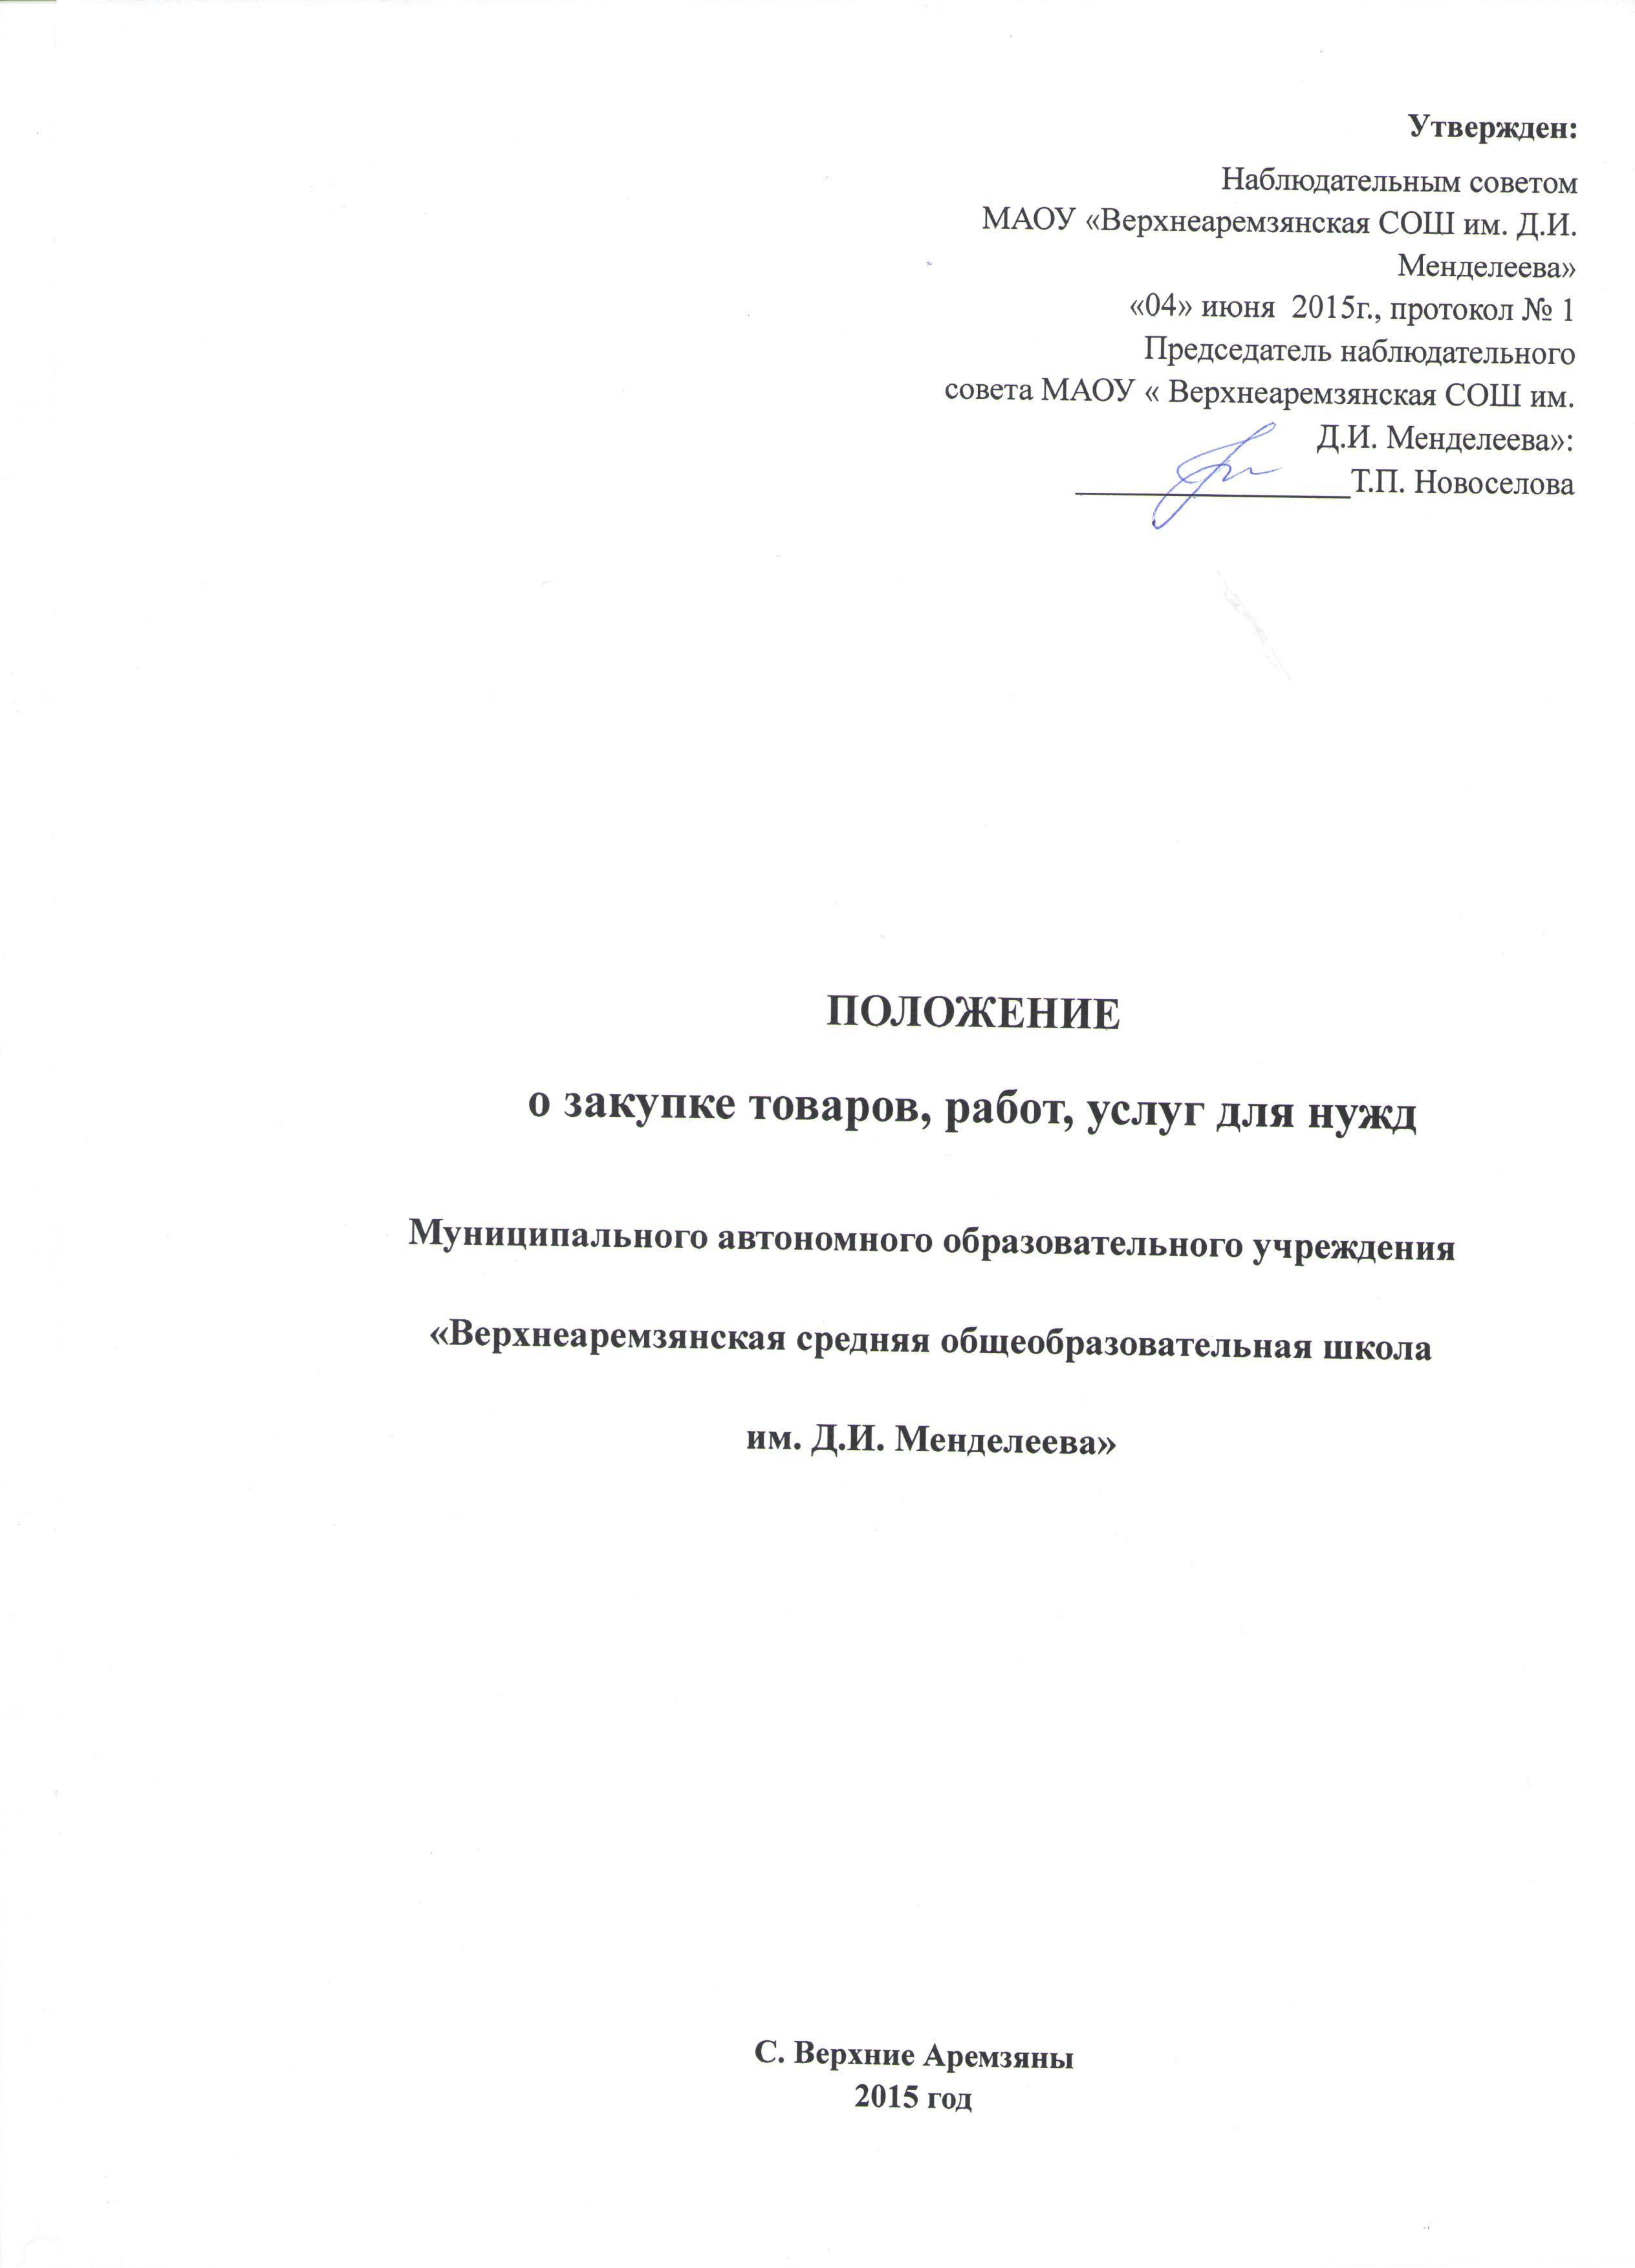 Утвержден:
Наблюдательным советом
МАОУ «Верхнеаремзянская СОШ им. Д.И.
Менделеева»
«04» июня 2015г., протокол № 1
Председатель наблюдательного
совета МАОУ « Верхнеаремзянская СОШ им.
Д.И. Менделеева»:
_________________Т.П. Новоселова
ПОЛОЖЕНИЕ
о закупке товаров, работ, услуг для нужд
Муниципального автономного образовательного учреждения
«Верхнеаремзянская средняя общеобразовательная школа
им. Д.И. Менделеева»
С. Верхние Аремзяны
2015 год